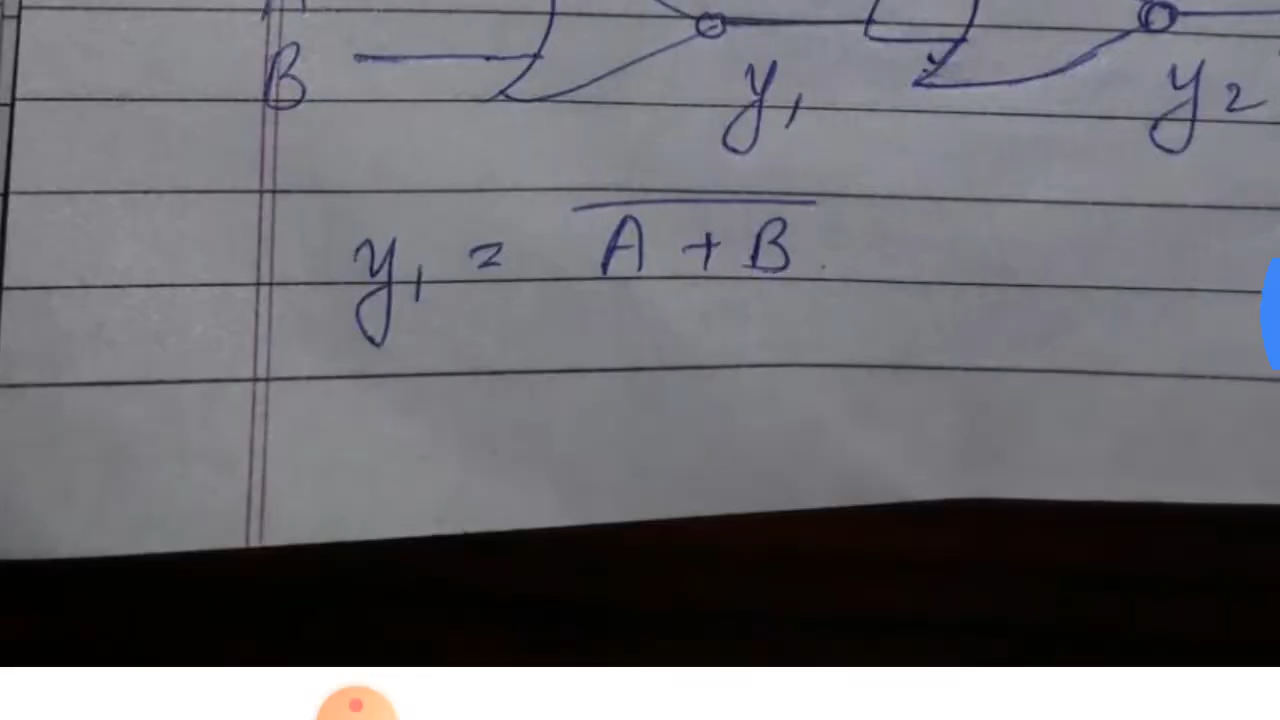 B
y₁ y₂
y₁ = \overline{A + B}